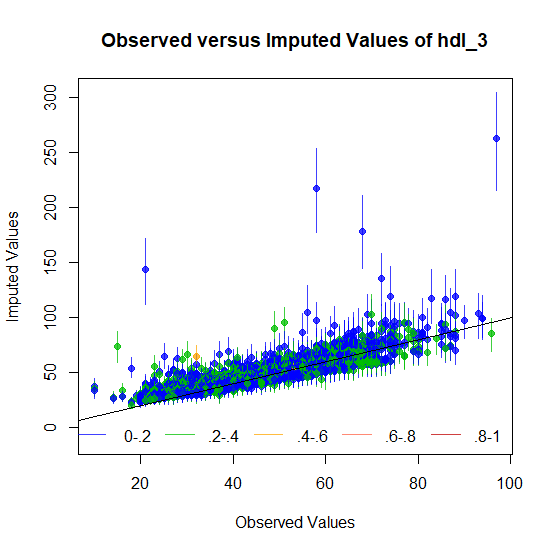 Observed versus Imputed Values of hdl_3
Imputed Values
300
250
200
150
100
50
0
0-.2 .2-.4 .4-.6 .6-.8 .8-1
20 40 60 80 100
Observed Values